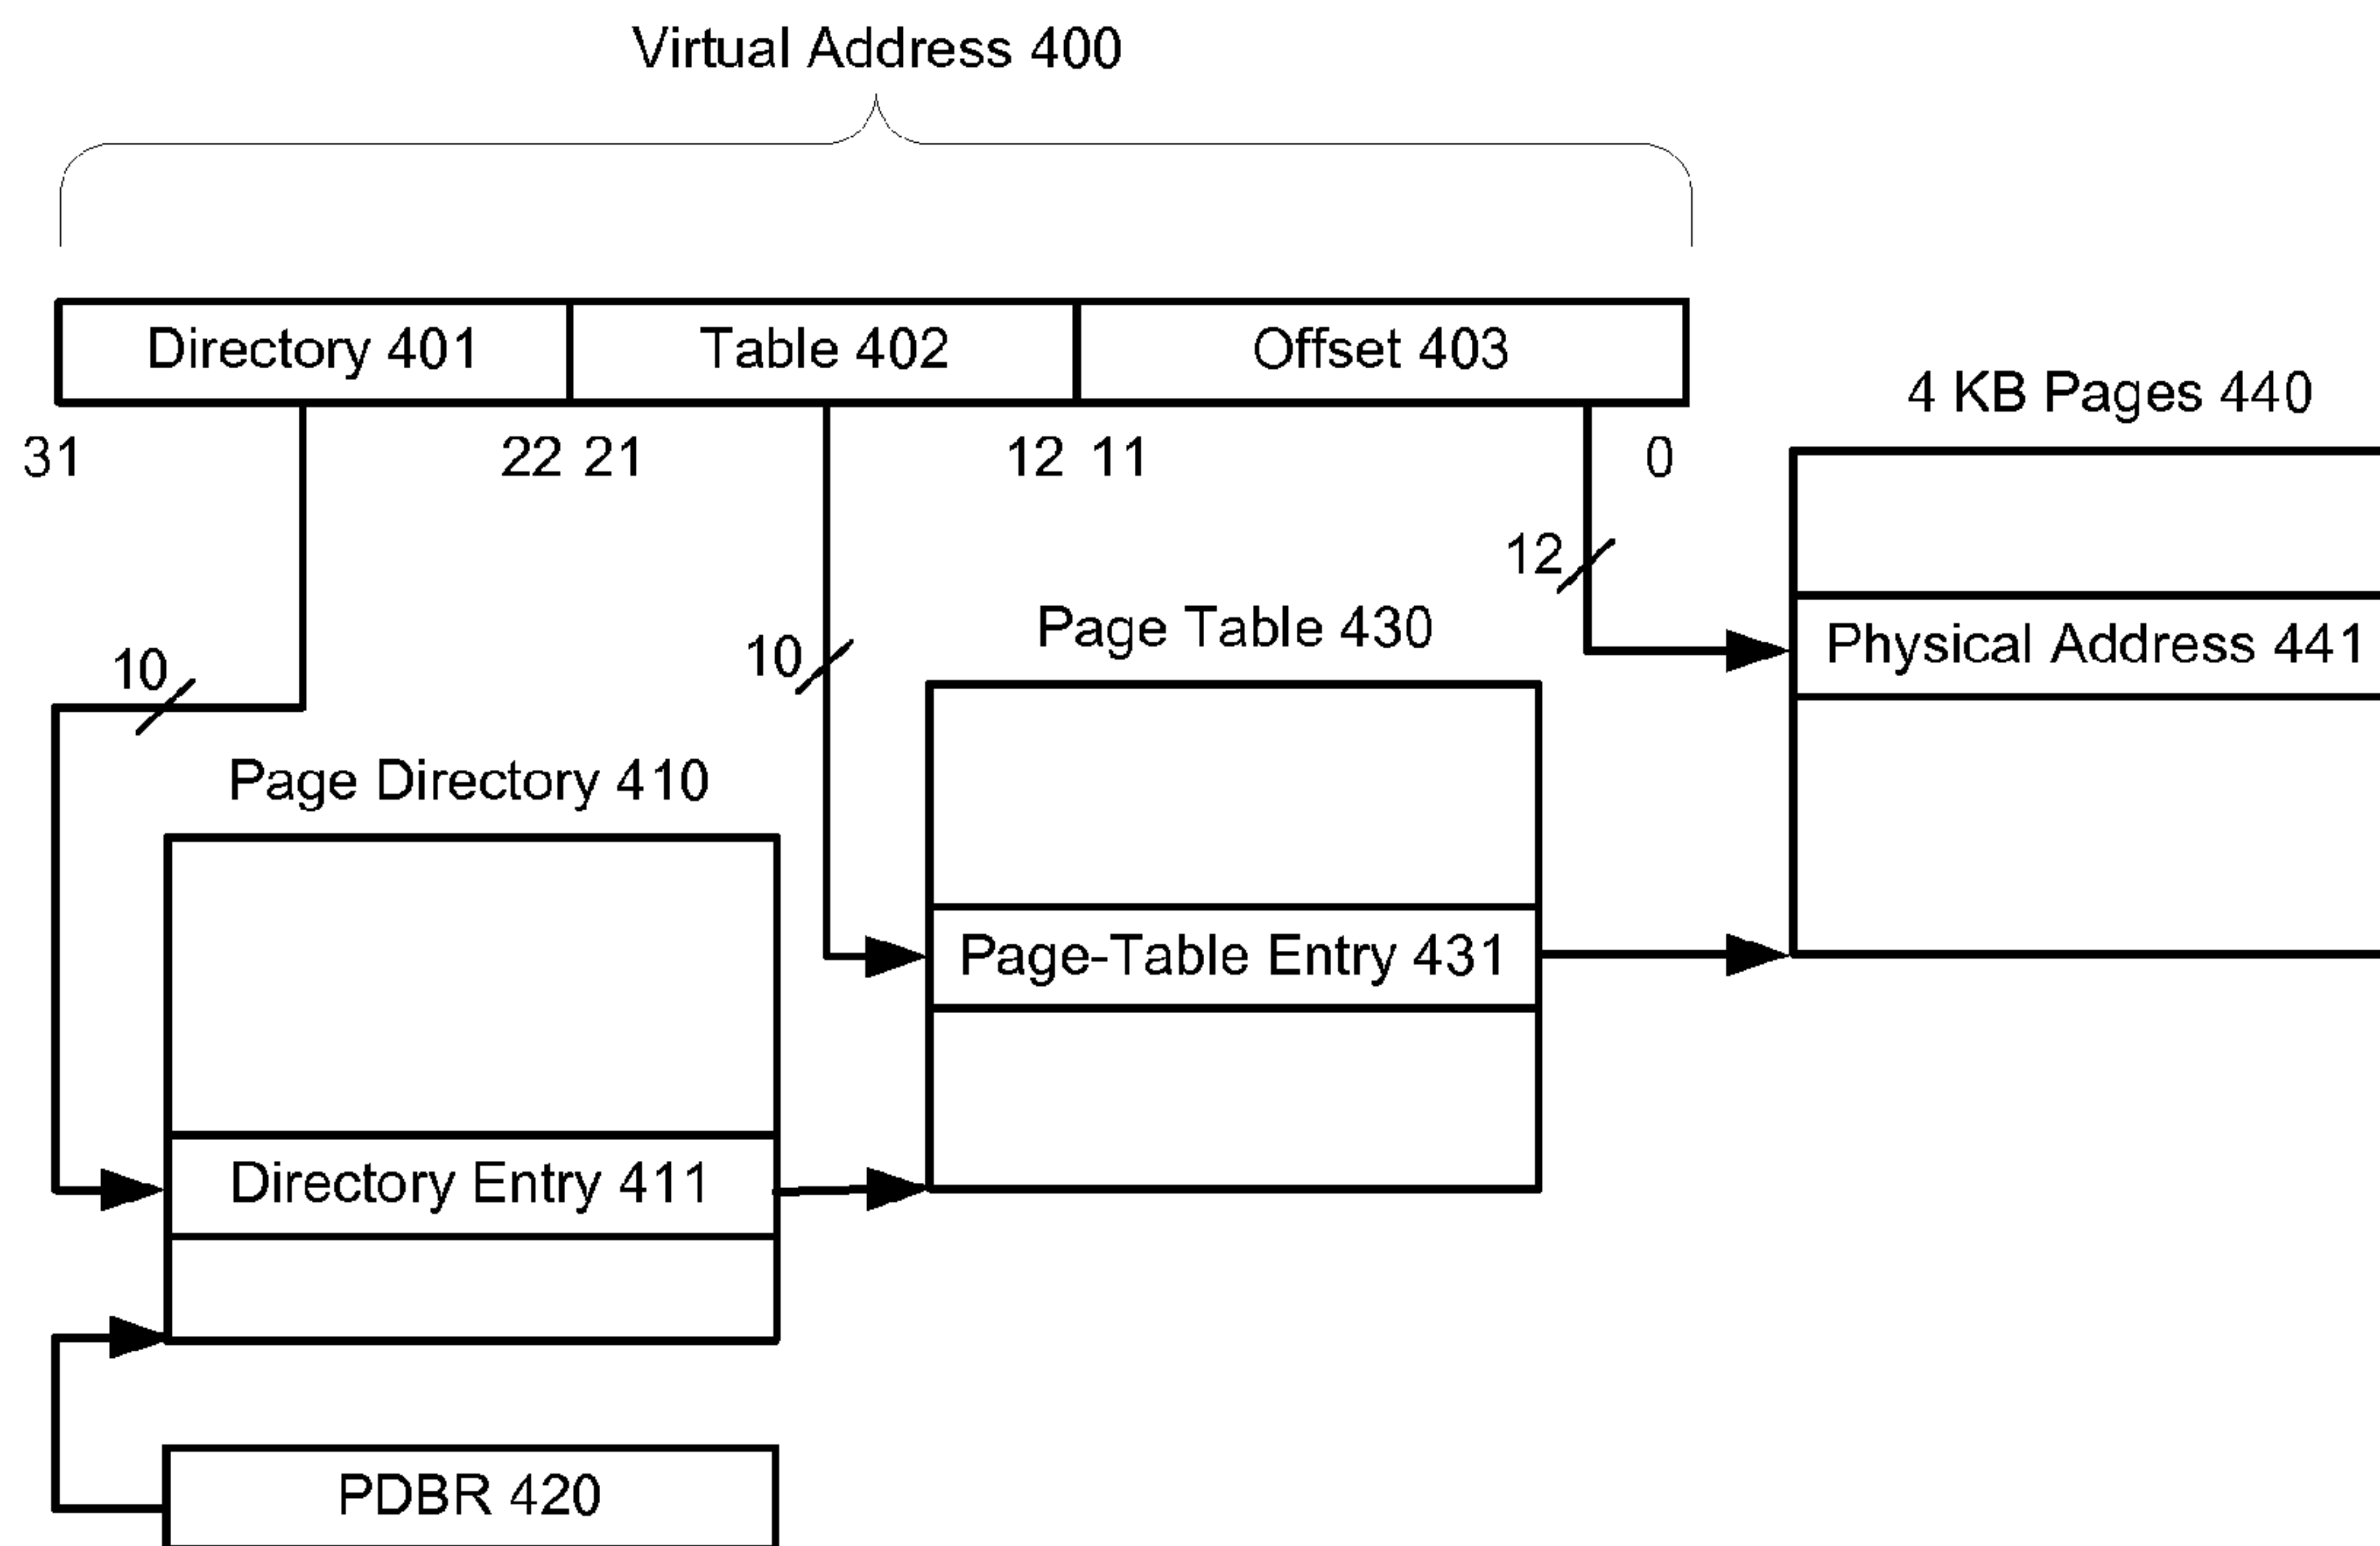 Virtual Address 400
Directory 401
Table 402
Offset 403
31
22 21
12 11
0
4 KB Pages 440
12
Physical Address 441
Page Table 430
10
10
Page Directory 410
Page-Table Entry 431
Directory Entry 411
PDBR 420